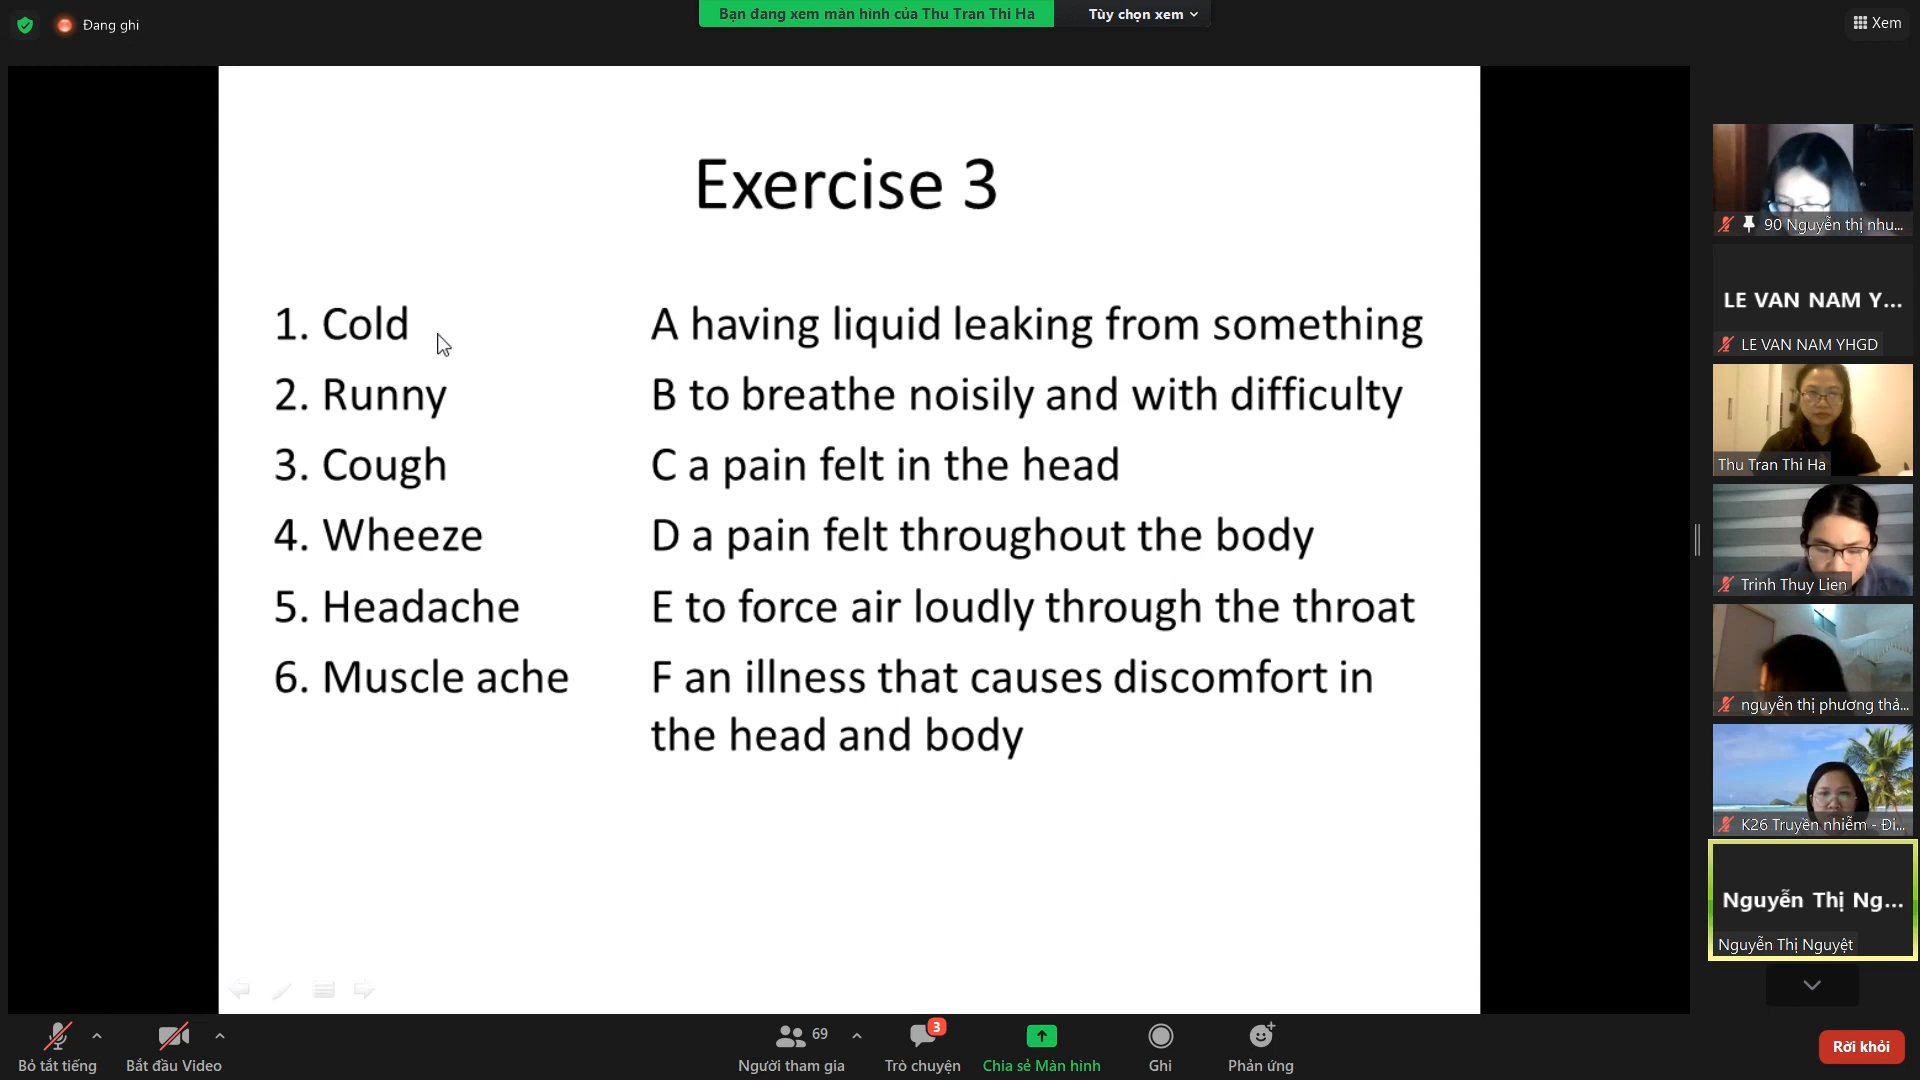 Đang ghi
Bạn đang xem màn hình của Thu Tran Thi Ha
Tùy chọn xem
Xem
Exercise 3
1. Cold
A having liquid leaking from something
2. Runny
B to breathe noisily and with difficulty
3. Cough
C a pain felt in the head
4. Wheeze
D a pain felt throughout the body
5. Headache
E to force air loudly through the throat
6. Muscle ache
F an illness that causes discomfort in
the head and body
90 Nguyễn thị nhu...
LE VAN NAM Y...
LE VAN NAM YHGD
Thu Tran Thi Ha
Trinh Thuy Lien
nguyễn thị phương thả...
K26 Truyền nhiễm - Đi...
Nguyễn Thị Ng...
Nguyễn Thị Nguyệt
Bỏ tắt tiếng
Bắt đầu Video
69
Người tham gia
3
Trò chuyện
Chia sẻ Màn hình
Ghi
Phản ứng
Rời khỏi